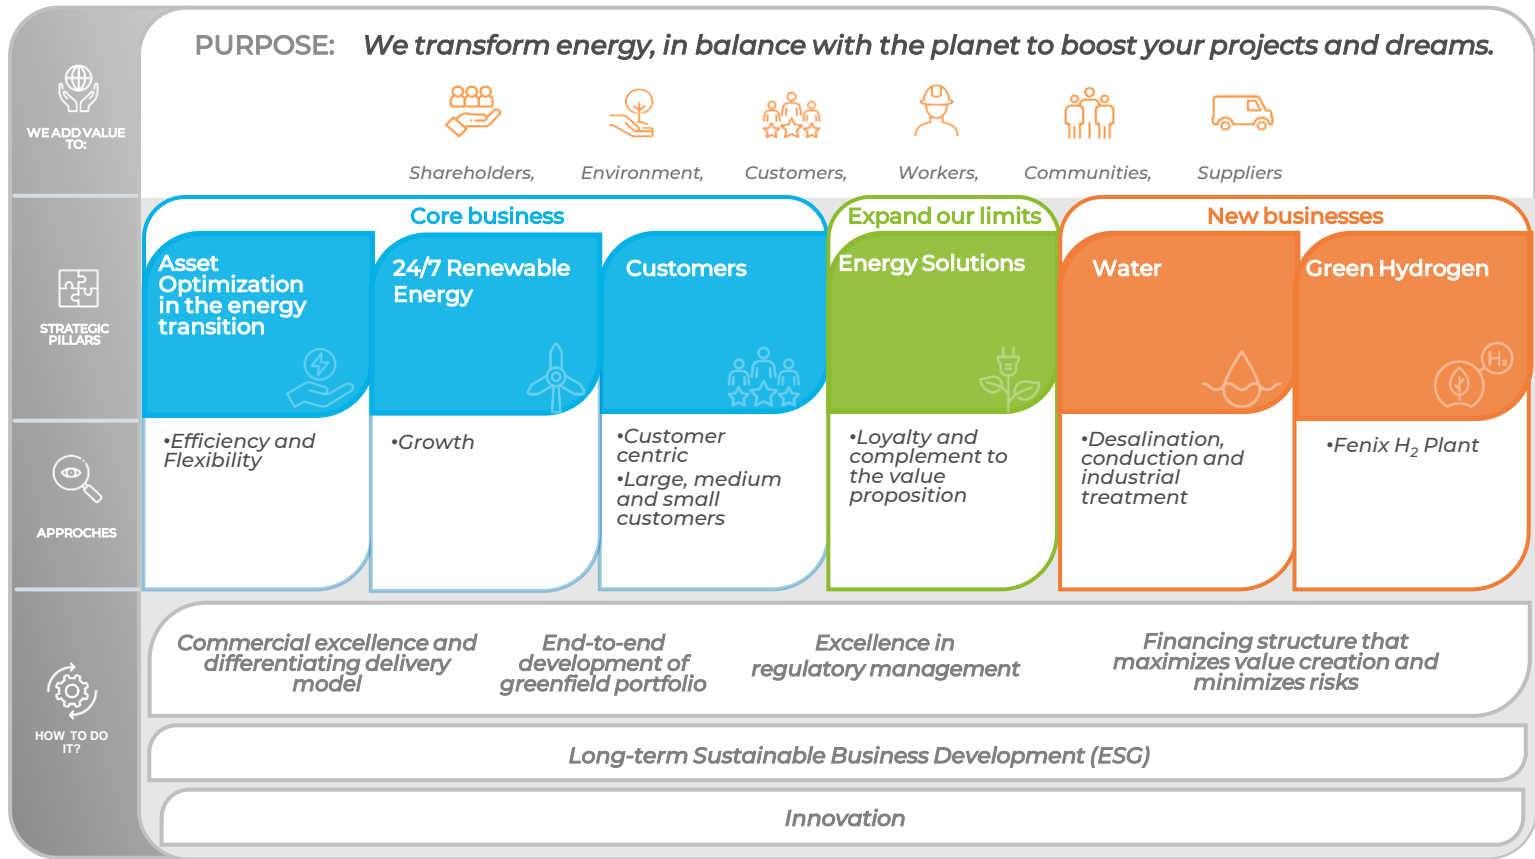 PURPOSE: We transform energy, in balance with the planet to boost your projects and dreams.
WE ADD VALUE
TO:
Shareholders, Environment, Customers, Workers, Communities, Suppliers
STRATEGIC
PILLARS
Core business
Expand our limits
New businesses
Asset
Optimization
in the energy
transition
24/7 Renewable
Energy
Customers
Energy Solutions
Water
Green Hydrogen
H₂
APPROCHES
•Efficiency and
Flexibility
•Growth
•Customer
centric
•Large, medium
and small
customers
•Loyalty and
complement to
the value
proposition
•Desalination,
conduction and
industrial
treatment
•Fenix H₂ Plant
HOW TO DO
IT?
Commercial excellence and
differentiating delivery
model
End-to-end
development of
greenfield portfolio
Excellence in
regulatory management
Financing structure that
maximizes value creation and
minimizes risks
Long-term Sustainable Business Development (ESG)
Innovation